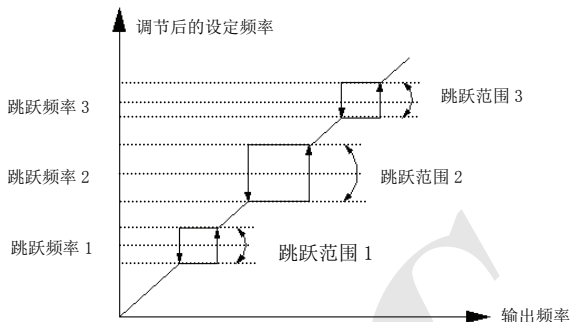 调节后的设定频率
跳跃频率 3
跳跃范围 3
跳跃频率 2
跳跃范围 2
跳跃频率 1
跳跃范围 1
输出频率